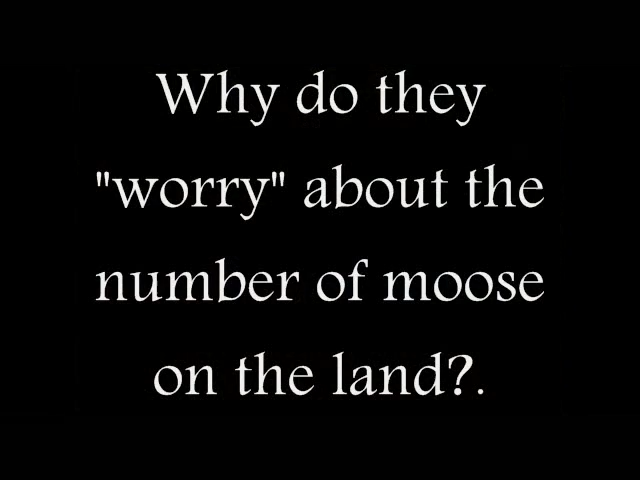 Why do they
"worry" about the
number of moose
on the land?.